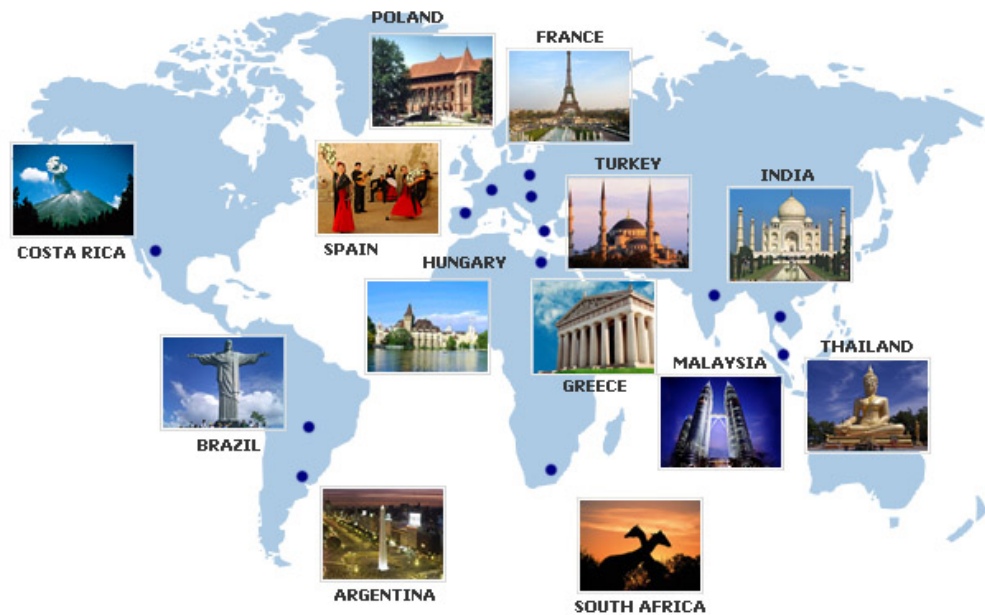 POLAND
FRANCE
TURKEY
INDIA
COSTA RICA
SPAIN
HUNGARY
THAILAND
MALAYSIA
GREECE
BRAZIL
ARGENTINA
SOUTH AFRICA